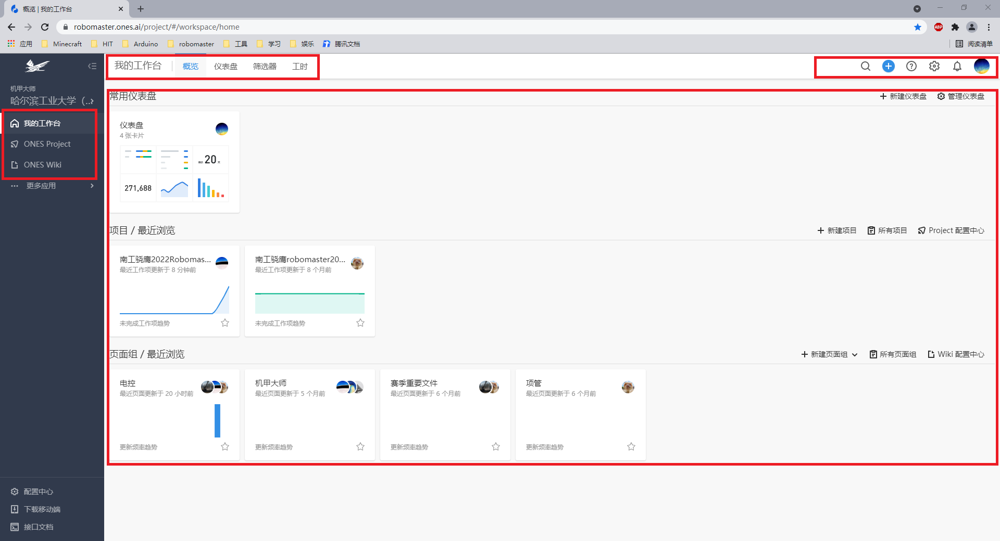 概览 | 我的工作台
robomaster.ones.ai/project/#/workspace/home
ABP
应用 Minecraft HIT Arduino robomaster 工具 学习 娱乐 腾讯文档 阅读清单
机甲大师
哈尔滨工业大学（...
我的工作台
ONES Project
ONES Wiki
更多应用
配置中心
下载移动端
接口文档
我的工作台 概览 仪表盘 筛选器 工时
常用仪表盘 新建仪表盘 管理仪表盘
仪表盘
4 张卡片
20 天
271,688
项目 / 最近浏览 新建项目 所有项目 Project 配置中心
南工骁鹰2022Robomas...
最近工作项更新于 8 分钟前
未完成工作项趋势
南工骁鹰robomaster20...
最近工作项更新于 8 个月前
未完成工作项趋势
页面组 / 最近浏览 新建页面组 所有页面组 Wiki 配置中心
电控
最近页面更新于 20 小时前
更新频率趋势
机甲大师
最近页面更新于 5 个月前
更新频率趋势
赛季重要文件
最近页面更新于 6 个月前
更新频率趋势
项管
最近页面更新于 6 个月前
更新频率趋势